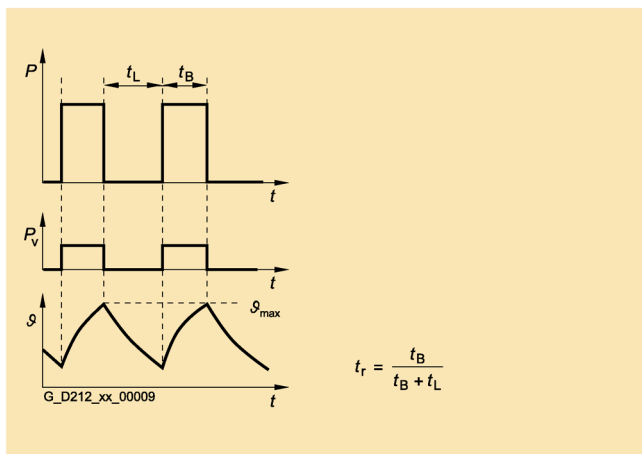 P
t_L t_B
t
P_v
t
ϑ
ϑ_max
t_r = t_B / (t_B + t_L)
G_D212_xx_00009
t